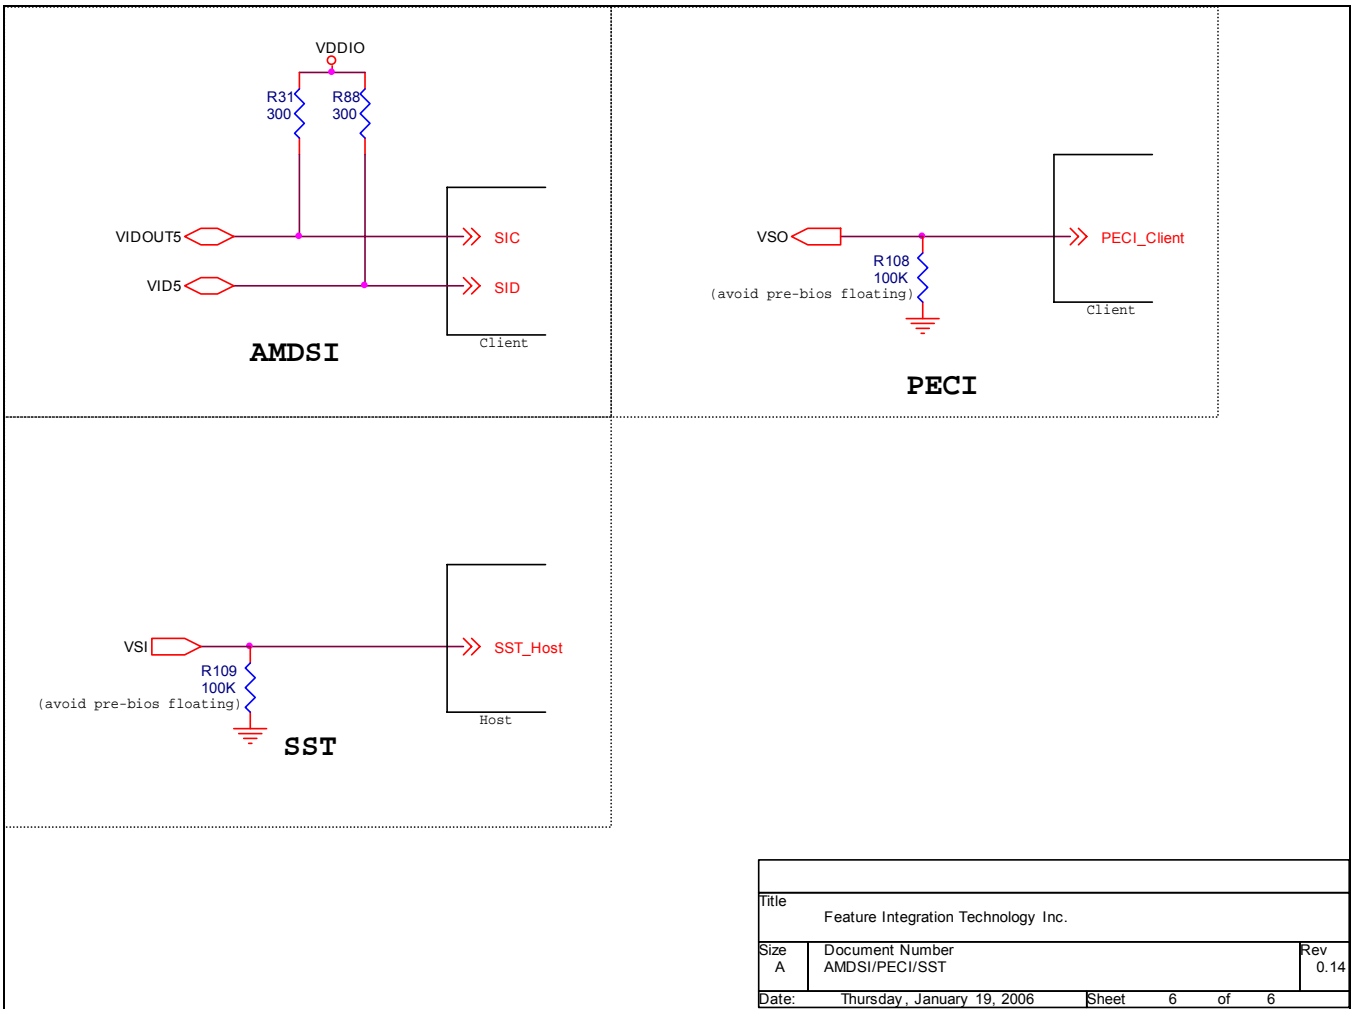 VDDIO
R31
300
R88
300
VIDOUT5
SIC
VID5
SID
Client
AMDSI
VSO
PECI_Client
R108
100K
(avoid pre-bios floating)
Client
PECI
VSI
SST_Host
R109
100K
(avoid pre-bios floating)
Host
SST
Title
Feature Integration Technology Inc.
Size
A
Document Number
AMDSI/PECI/SST
Rev
0.14
Date: Thursday, January 19, 2006 Sheet 6 of 6